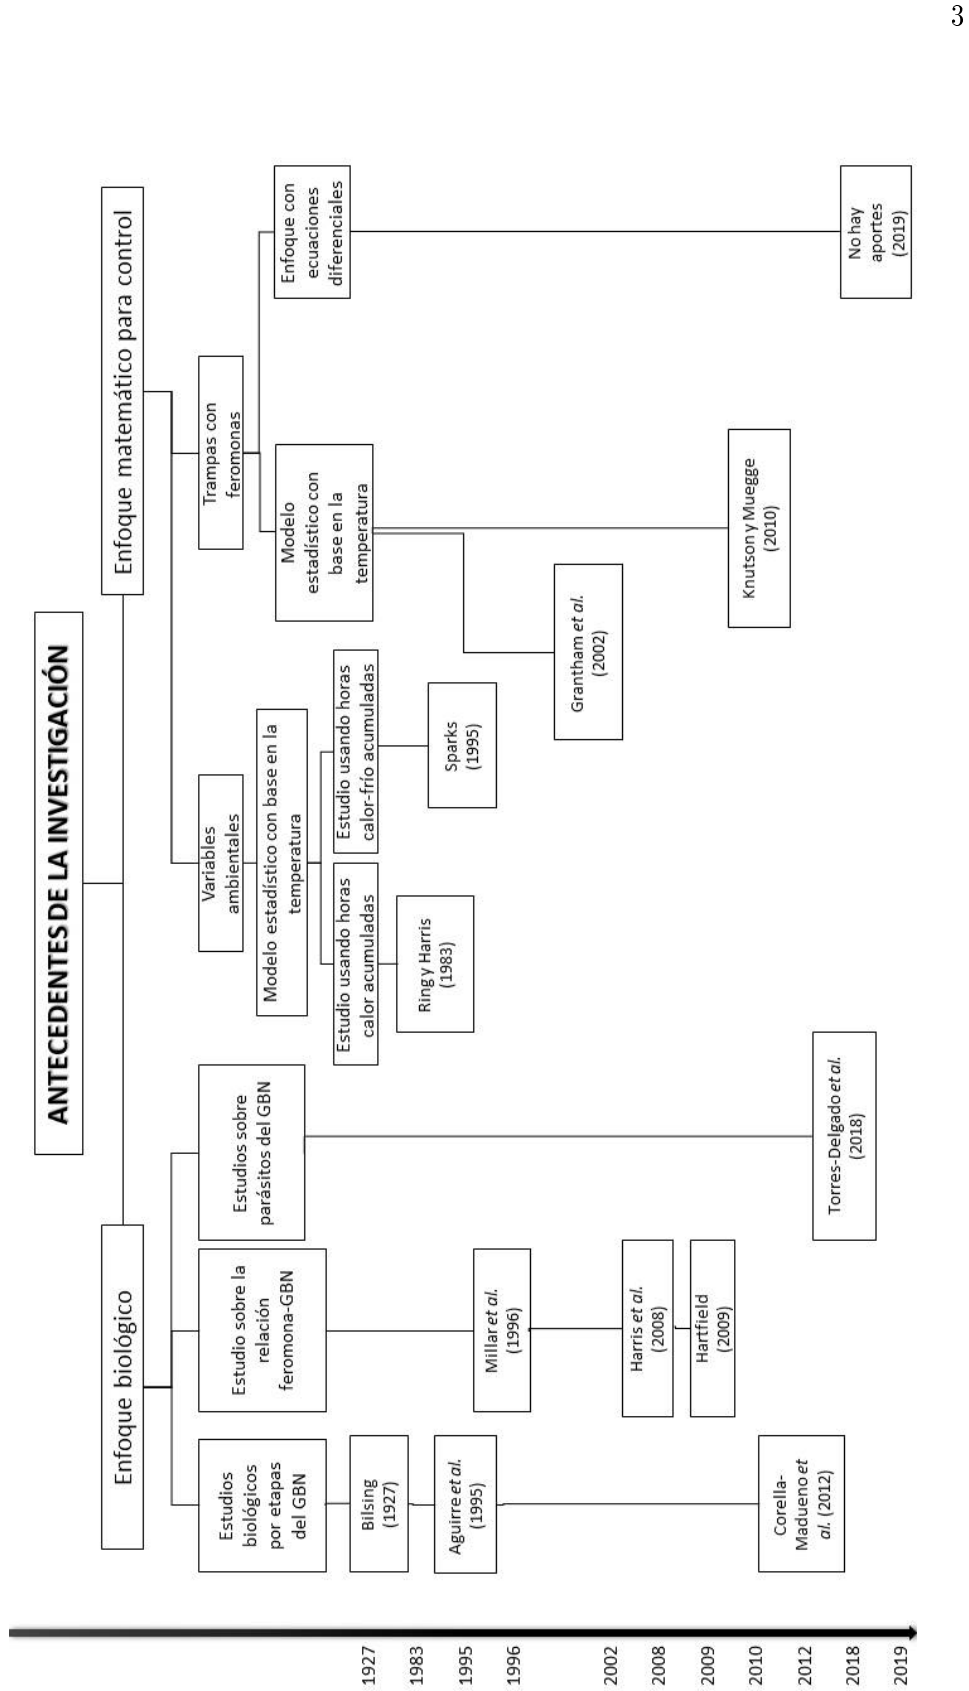 3
ANTECEDENTES DE LA INVESTIGACIÓN
Enfoque biológico
Enfoque matemático para control
Estudios
biológicos
por etapas
del GBN
Bilsing
(1927)
Aguirre et al.
(1995)
Corella-
Madueno et
al. (2012)
Estudio sobre la
relación
feromona-GBN
Millar et al.
(1996)
Harris et al.
(2008)
Hartfield
(2009)
Estudios sobre
parásitos del GBN
Torres-Delgado et al.
(2018)
Variables
ambientales
Modelo estadístico con base en la
temperatura
Estudio usando horas
calor acumuladas
Ring y Harris
(1983)
Estudio usando horas
calor-frío acumuladas
Sparks
(1995)
Trampas con
feromonas
Modelo
estadístico con
base en la
temperatura
Grantham et al.
(2002)
Knutson y Muegge
(2010)
Enfoque con
ecuaciones
diferenciales
No hay
aportes
(2019)
1927
1983
1995
1996
2002
2008
2009
2010
2012
2018
2019